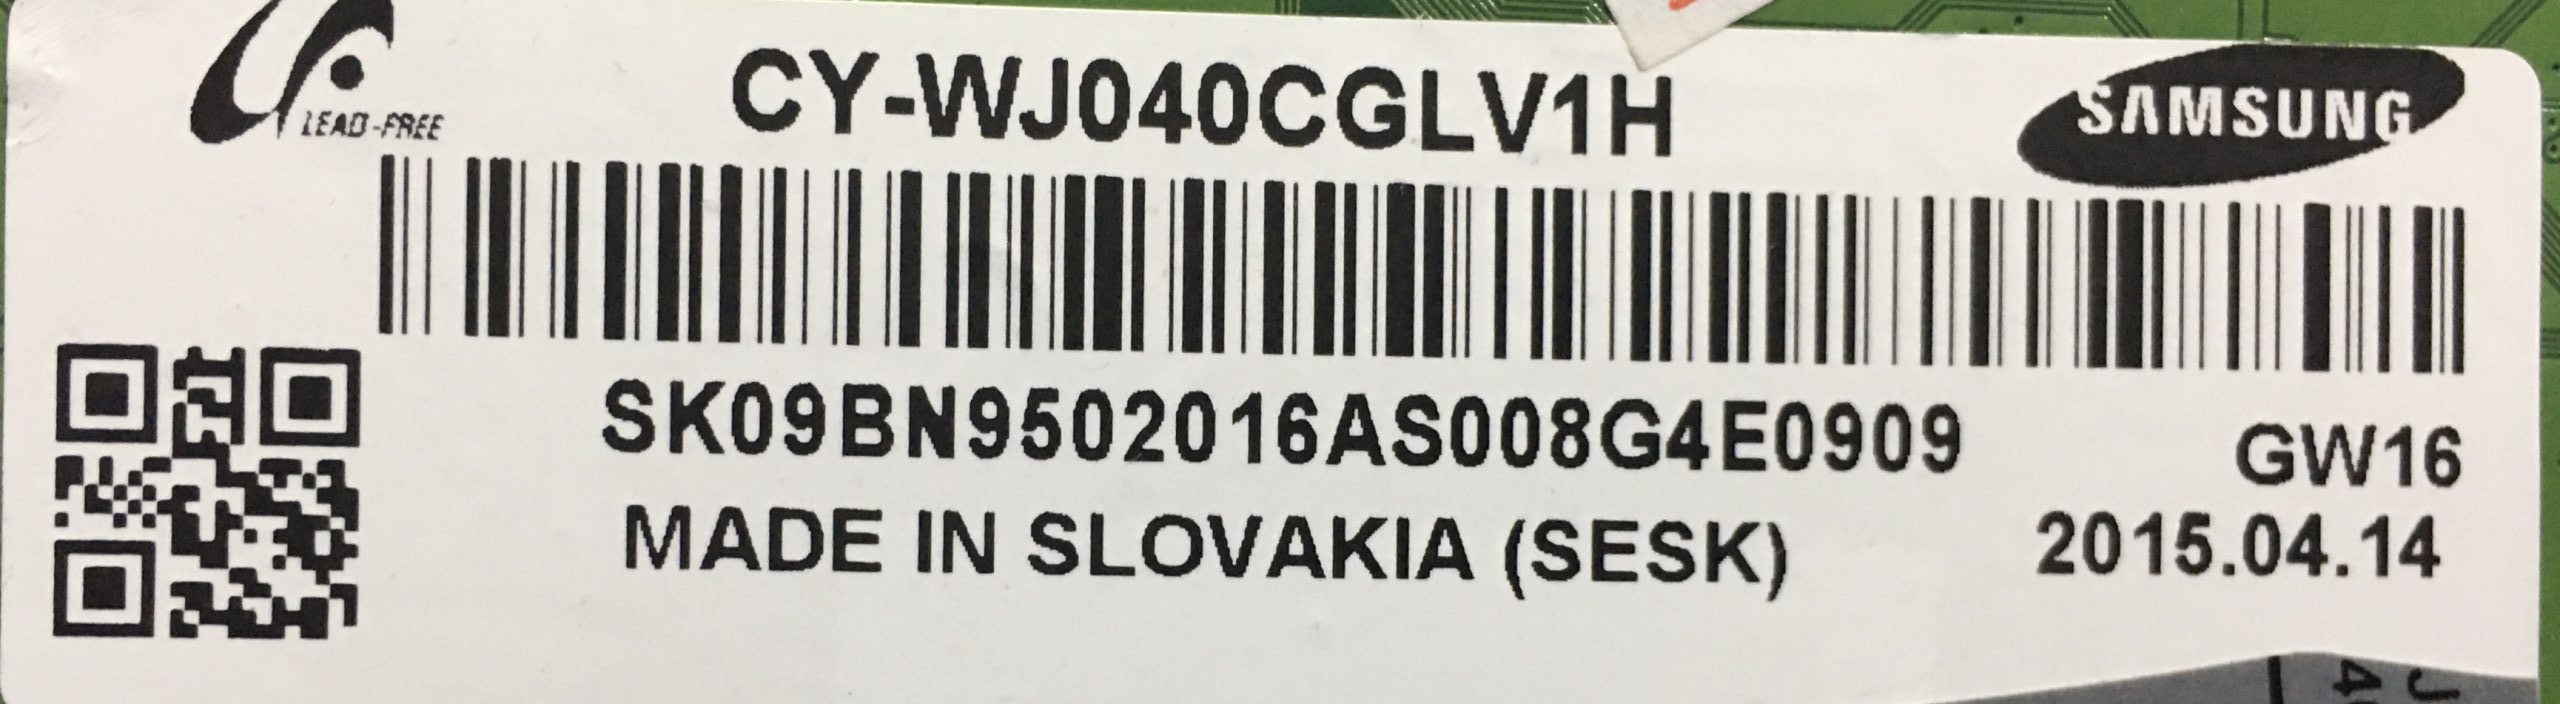 LEAD-FREE
CY-WJ040CGLV1H
SAMSUNG
SK09BN9502016AS008G4E0909
GW16
MADE IN SLOVAKIA (SESK)
2015.04.14